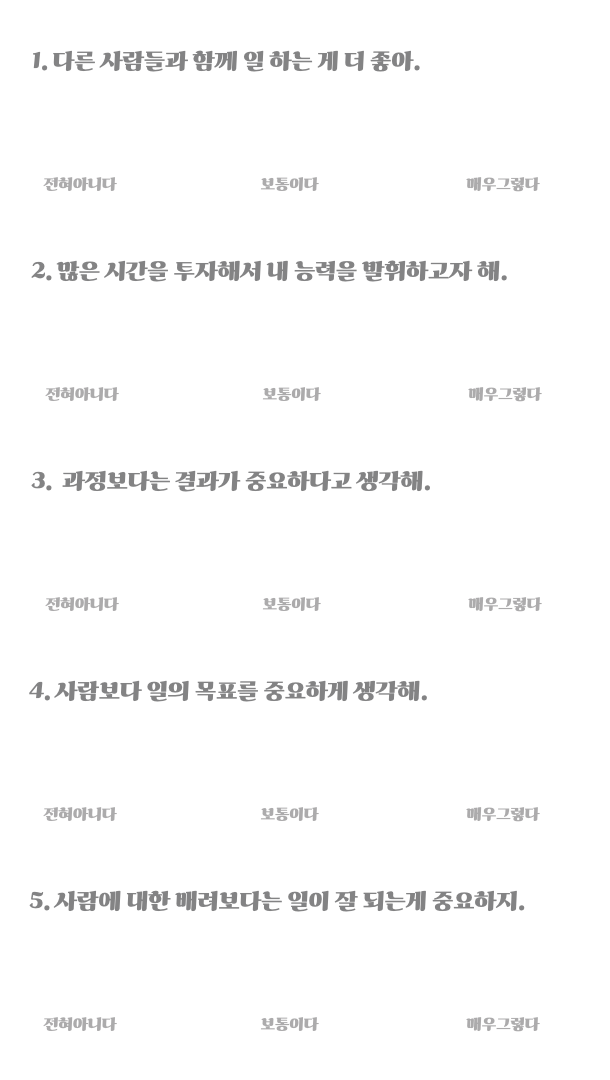 1. 다른 사람들과 함께 일 하는 게 더 좋아.
전혀아니다 보통이다 매우그렇다
2. 많은 시간을 투자해서 내 능력을 발휘하고자 해.
전혀아니다 보통이다 매우그렇다
3. 과정보다는 결과가 중요하다고 생각해.
전혀아니다 보통이다 매우그렇다
4. 사람보다 일의 목표를 중요하게 생각해.
전혀아니다 보통이다 매우그렇다
5. 사람에 대한 배려보다는 일이 잘 되는게 중요하지.
전혀아니다 보통이다 매우그렇다